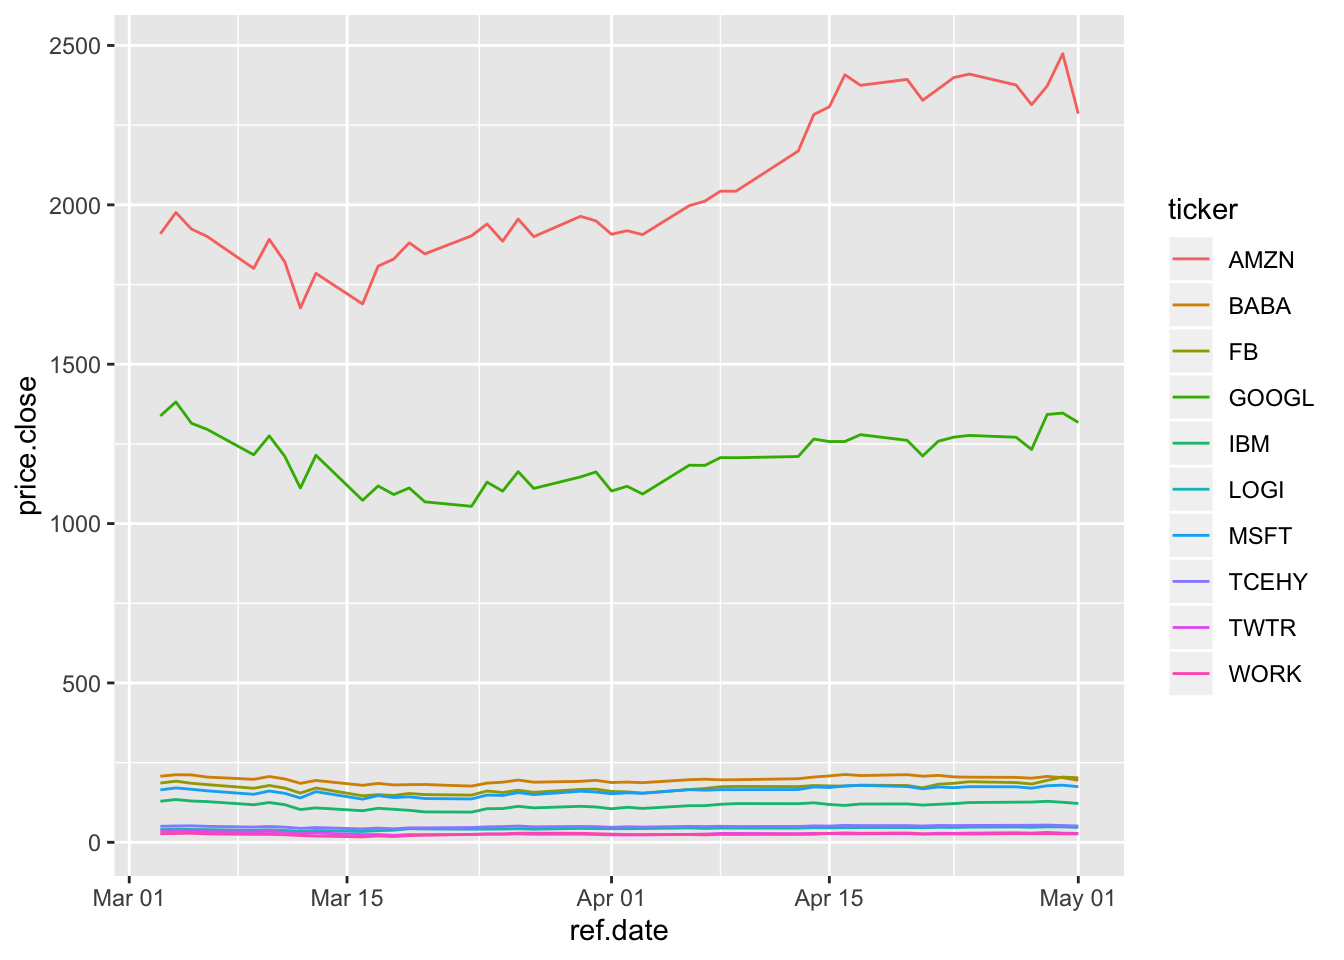 2500
2000
1500
1000
500
0
price.close
Mar 01
Mar 15
Apr 01
Apr 15
May 01
ref.date
ticker
AMZN
BABA
FB
GOOGL
IBM
LOGI
MSFT
TCEHY
TWTR
WORK